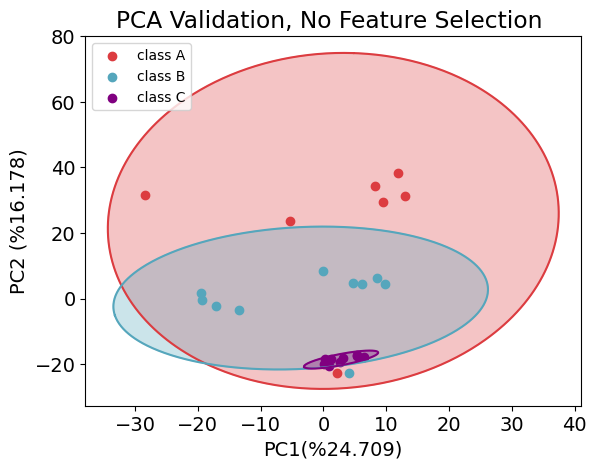 PCA Validation, No Feature Selection
class A
class B
class C
80
60
40
20
0
−20
PC2 (%16.178)
−30 −20 −10 0 10 20 30 40
PC1(%24.709)